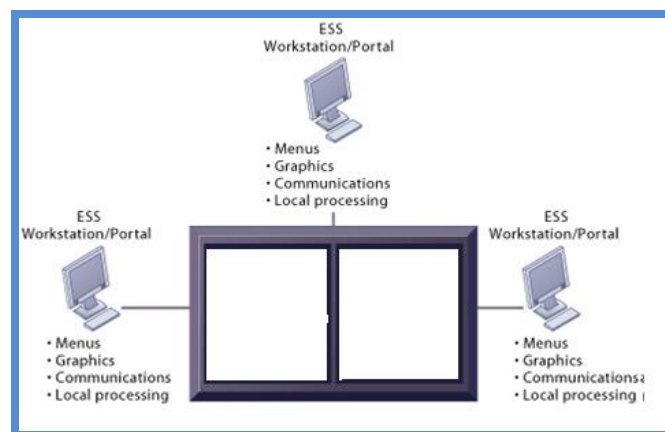 ESS
Workstation/Portal
• Menus
• Graphics
• Communications
• Local processing
ESS
Workstation/Portal
• Menus
• Graphics
• Communications
• Local processing
ESS
Workstation/Portal
• Menus
• Graphics
• Communications
• Local processing